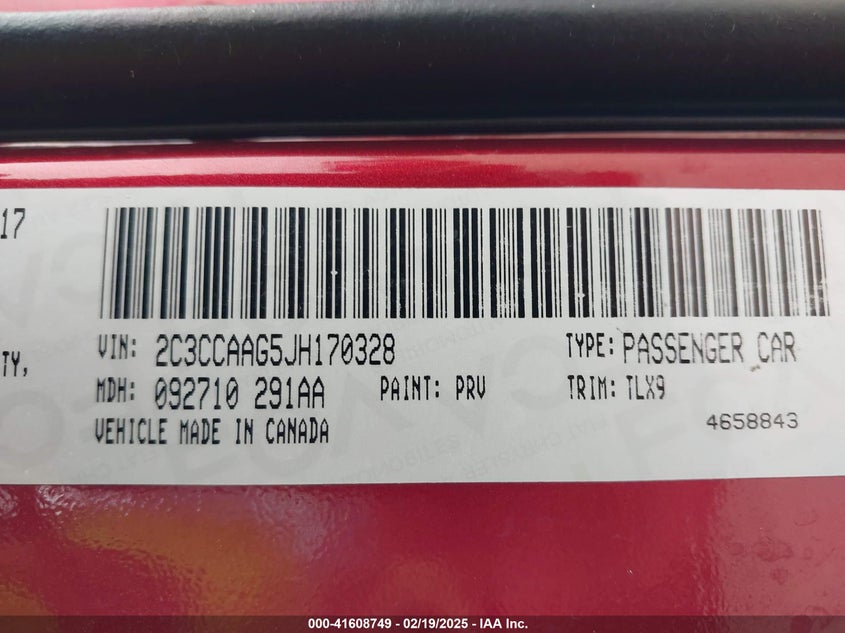 17
VIN: 2C3CCAAG5JH170328 TYPE: PASSENGER CAR
TY,
MDH: 092710 291AA PAINT: PRV TRIM: TLX9
VEHICLE MADE IN CANADA 4658843
000-41608749 - 02/19/2025 - IAA Inc.